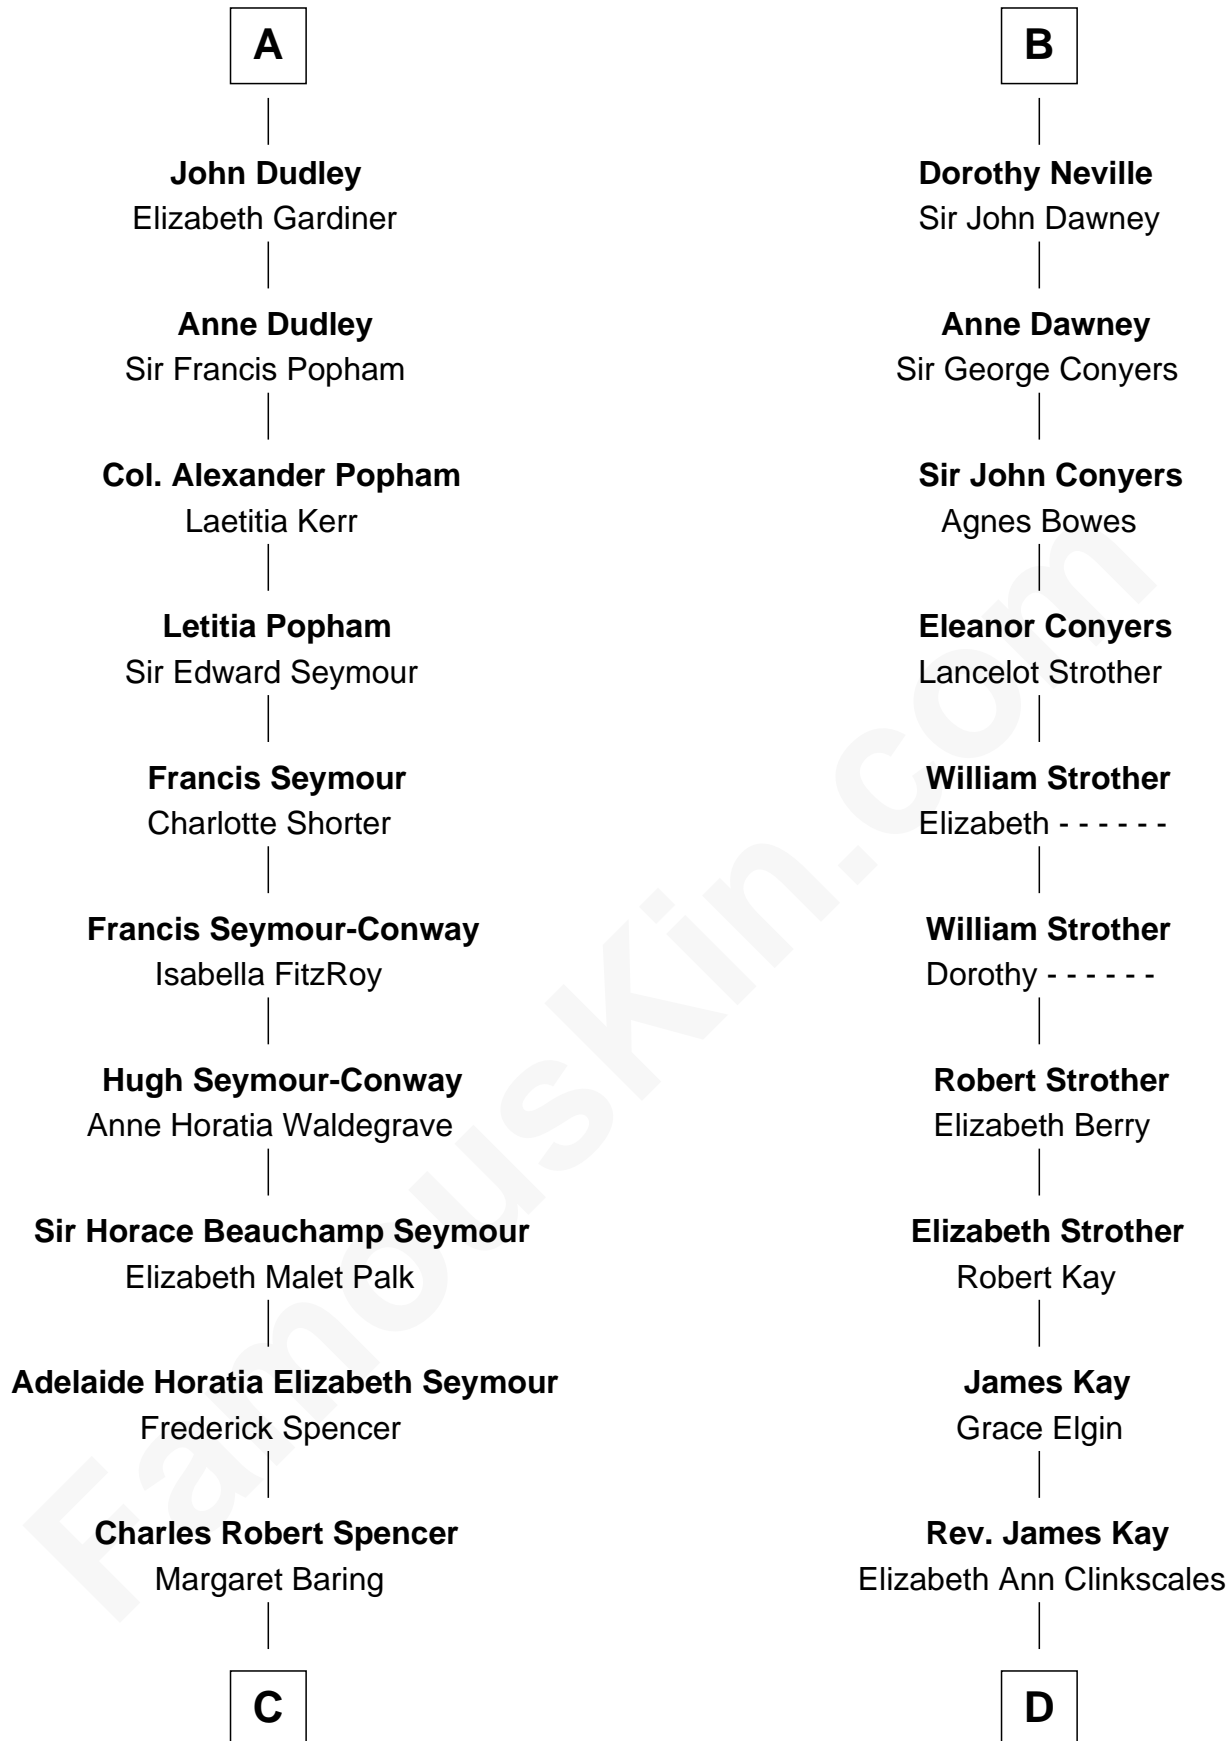 A
John Dudley
Elizabeth Gardiner
Anne Dudley
Sir Francis Popham
Col. Alexander Popham
Laetitia Kerr
Letitia Popham
Sir Edward Seymour
Francis Seymour
Charlotte Shorter
Francis Seymour-Conway
Isabella FitzRoy
Hugh Seymour-Conway
Anne Horatia Waldegrave
Sir Horace Beauchamp Seymour
Elizabeth Malet Palk
Adelaide Horatia Elizabeth Seymour
Frederick Spencer
Charles Robert Spencer
Margaret Baring
C
B
Dorothy Neville
Sir John Dawney
Anne Dawney
Sir George Conyers
Sir John Conyers
Agnes Bowes
Eleanor Conyers
Lancelot Strother
William Strother
Elizabeth - - - - - -
William Strother
Dorothy - - - - - -
Robert Strother
Elizabeth Berry
Elizabeth Strother
Robert Kay
James Kay
Grace Elgin
Rev. James Kay
Elizabeth Ann Clinkscales
D
FamousKin.com